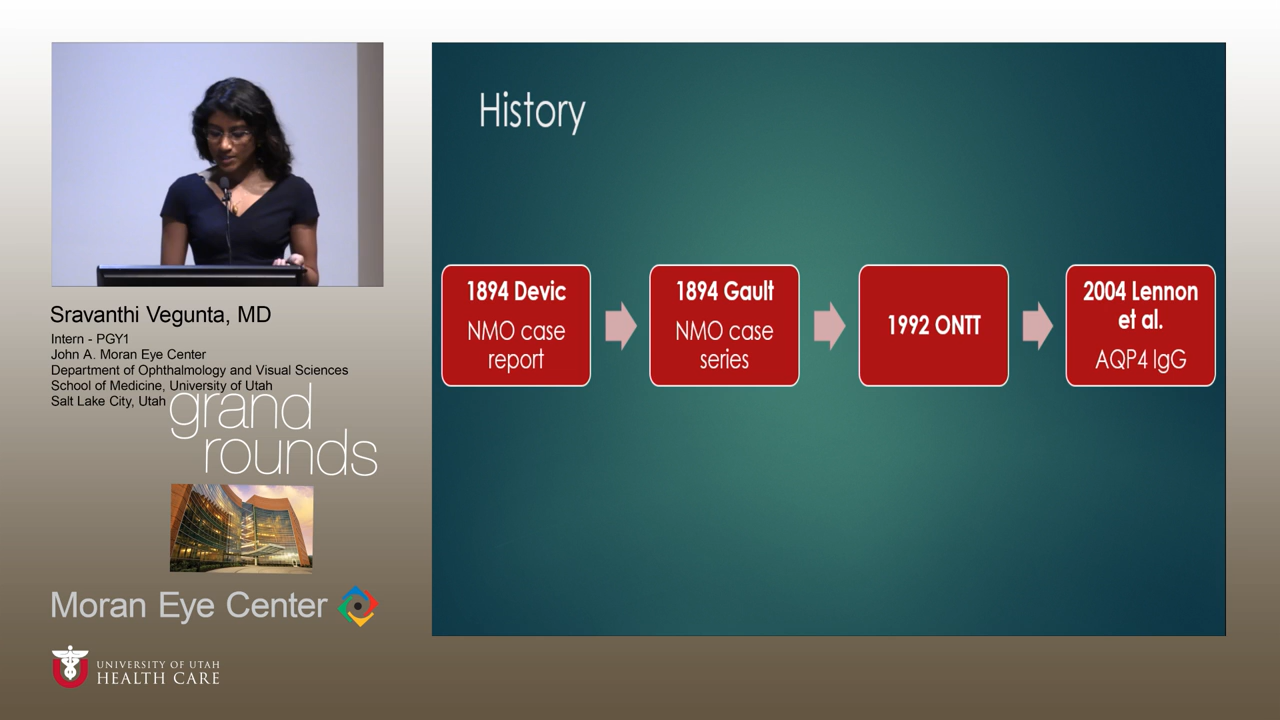 History
1894 Devic
NMO case
report
1894 Gault
NMO case
series
1992 ONTT
2004 Lennon
et al.
AQP4 IgG
Sravanthi Vegunta, MD
Intern - PGY1
John A. Moran Eye Center
Department of Ophthalmology and Visual Sciences
School of Medicine, University of Utah
Salt Lake City, Utah
grand
rounds
Moran Eye Center
UNIVERSITY OF UTAH
HEALTH CARE